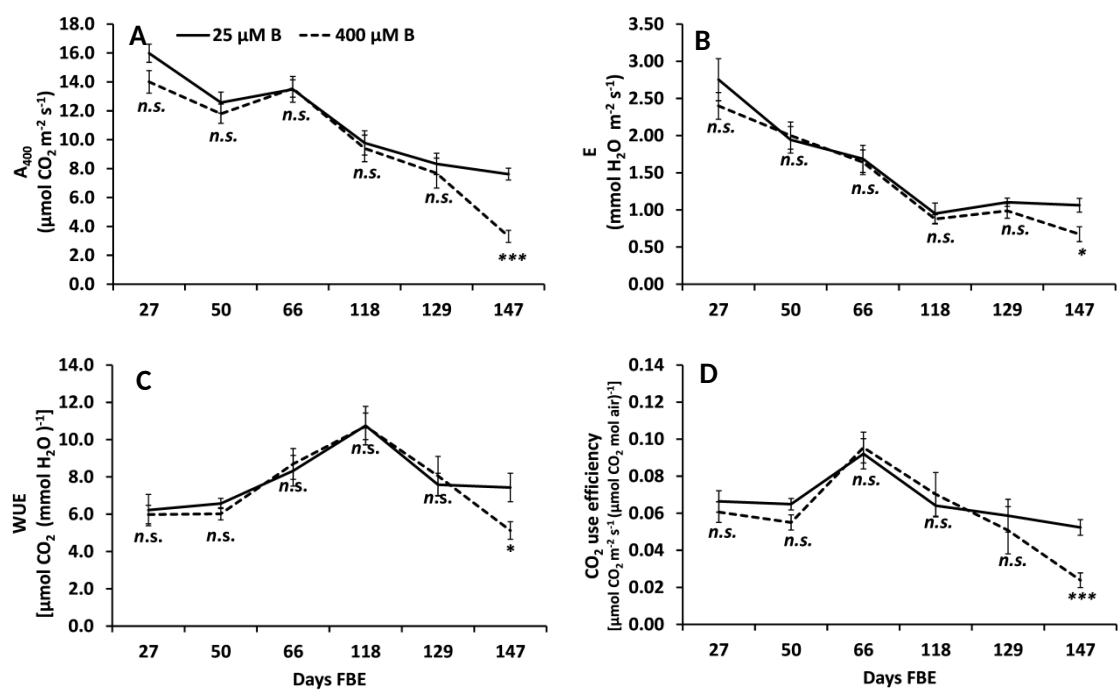 A
25 µM B
400 µM B
A400
(µmol CO2 m-2 s-1)
18.0
16.0
14.0
12.0
10.0
8.0
6.0
4.0
2.0
0.0
n.s.
n.s.
n.s.
n.s.
n.s.
***
27 50 66 118 129 147
B
E
(mmol H2O m-2 s-1)
3.50
3.00
2.50
2.00
1.50
1.00
0.50
0.00
n.s.
n.s.
n.s.
n.s.
n.s.
*
27 50 66 118 129 147
C
WUE
[µmol CO2 (mmol H2O )-1]
14.0
12.0
10.0
8.0
6.0
4.0
2.0
0.0
n.s.
n.s.
n.s.
n.s.
n.s.
*
27 50 66 118 129 147
Days FBE
D
CO2 use efficiency
[µmol CO2 m-2 s-1 (µmol CO2 mol air)-1]
0.14
0.12
0.10
0.08
0.06
0.04
0.02
0.00
n.s.
n.s.
n.s.
n.s.
n.s.
***
27 50 66 118 129 147
Days FBE